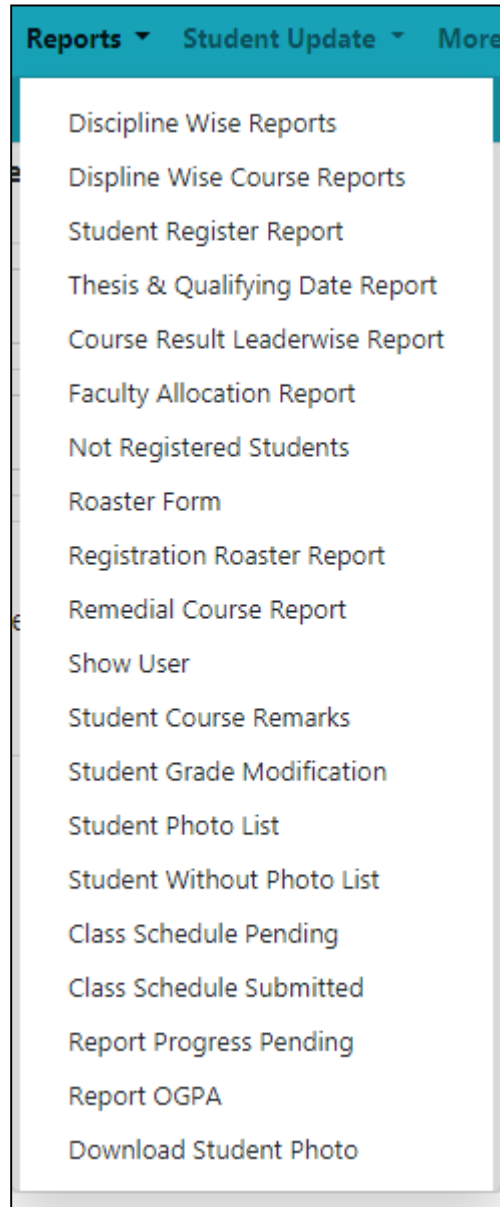 Reports Student Update More
Discipline Wise Reports
Displine Wise Course Reports
Student Register Report
Thesis & Qualifying Date Report
Course Result Leaderwise Report
Faculty Allocation Report
Not Registered Students
Roaster Form
Registration Roaster Report
Remedial Course Report
Show User
Student Course Remarks
Student Grade Modification
Student Photo List
Student Without Photo List
Class Schedule Pending
Class Schedule Submitted
Report Progress Pending
Report OGPA
Download Student Photo